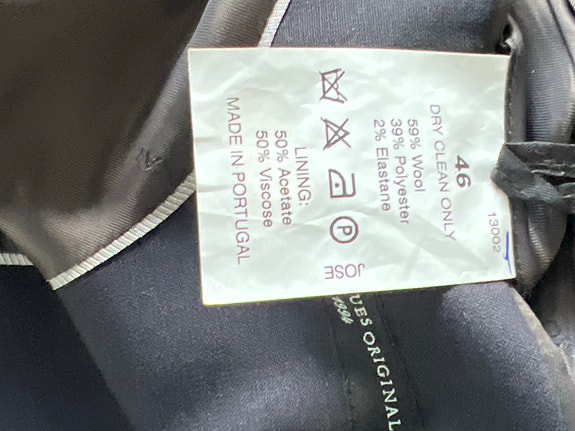 13002
46
DRY CLEAN ONLY
59% Wool
39% Polyester
2% Elastane
P
LINING:
50% Acetate
50% Viscose
MADE IN PORTUGAL
JOSE
UES ORIGINAL
1994